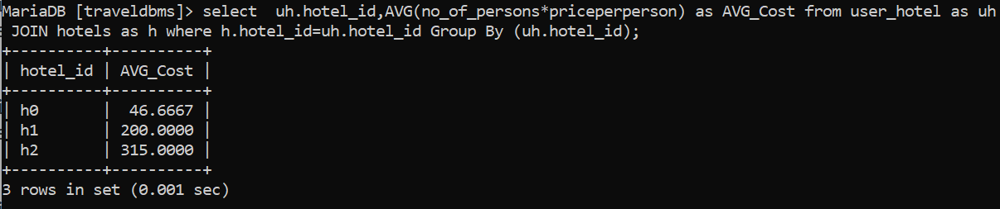 MariaDB [traveldbms]> select  uh.hotel_id,AVG(no_of_persons*priceperperson) as AVG_Cost from user_hotel as uh
 JOIN hotels as h where h.hotel_id=uh.hotel_id Group By (uh.hotel_id);
+----------+----------+
| hotel_id | AVG_Cost |
+----------+----------+
| h0       |  46.6667 |
| h1       | 200.0000 |
| h2       | 315.0000 |
+----------+----------+
3 rows in set (0.001 sec)